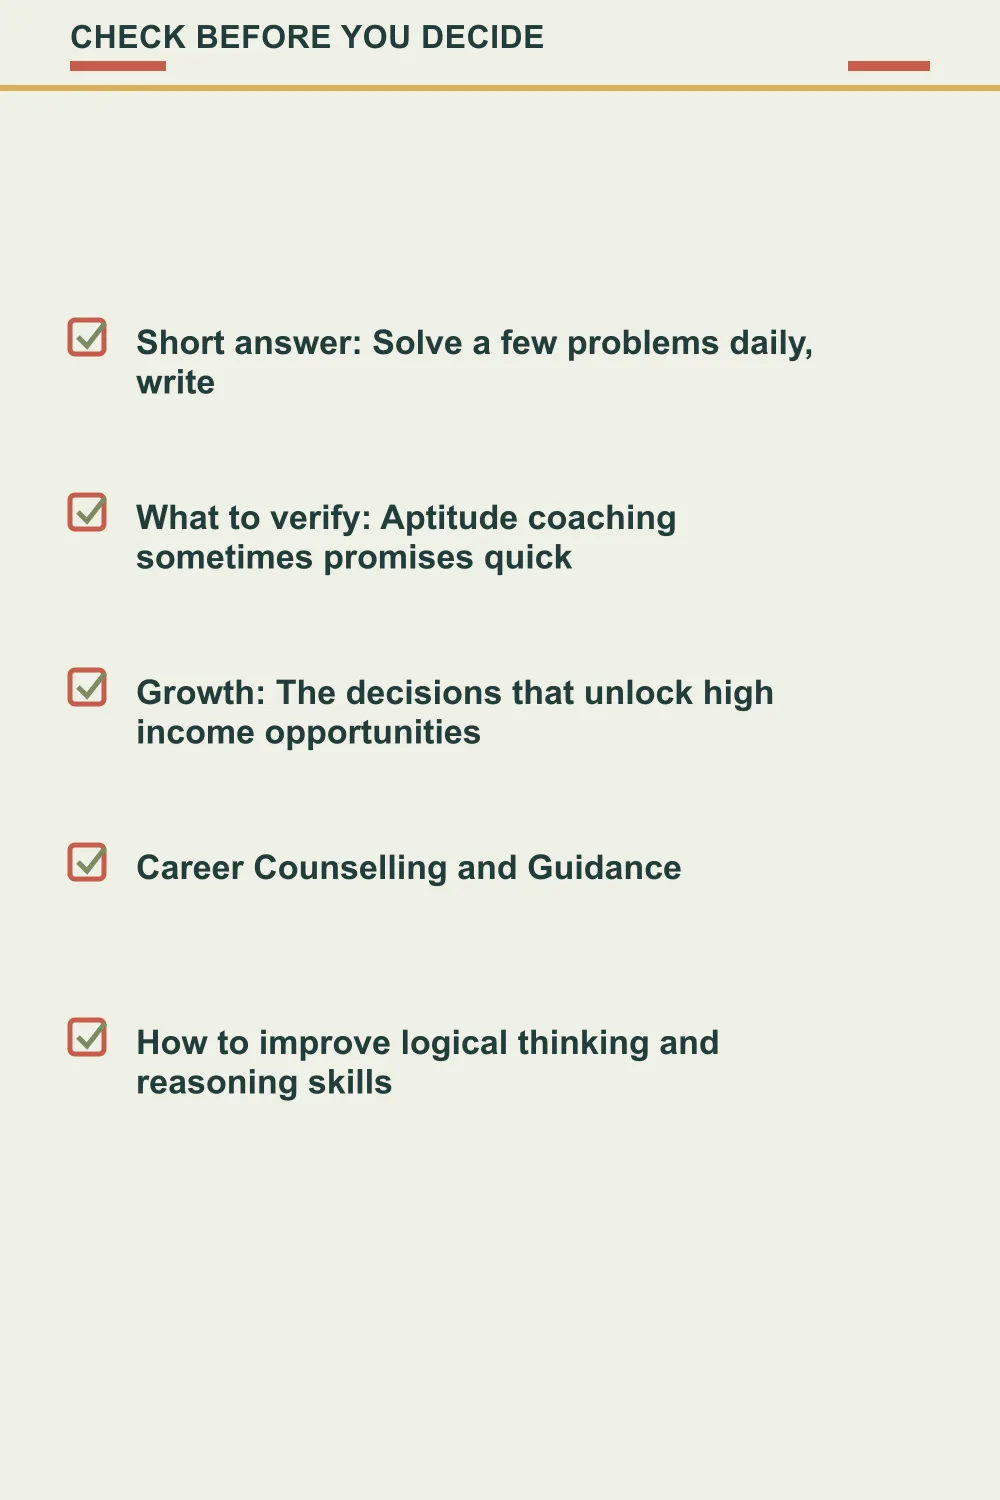 CHECK BEFORE YOU DECIDE
Short answer: Solve a few problems daily,
write
What to verify: Aptitude coaching
sometimes promises quick
Growth: The decisions that unlock high
income opportunities
Career Counselling and Guidance
How to improve logical thinking and
reasoning skills